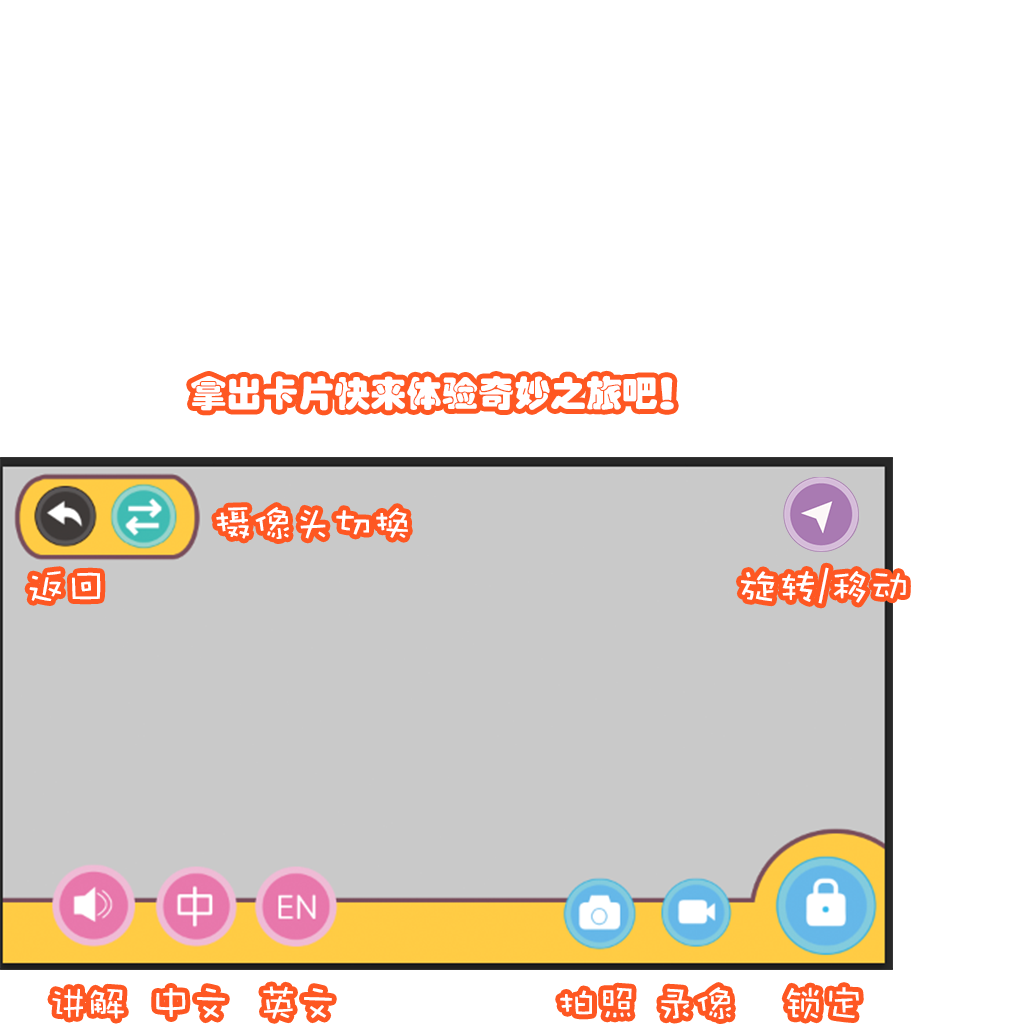 拿出卡片快来体验奇妙之旅吧!
摄像头切换
返回
旋转/移动
中
EN
讲解 中文 英文 拍照 录像 锁定